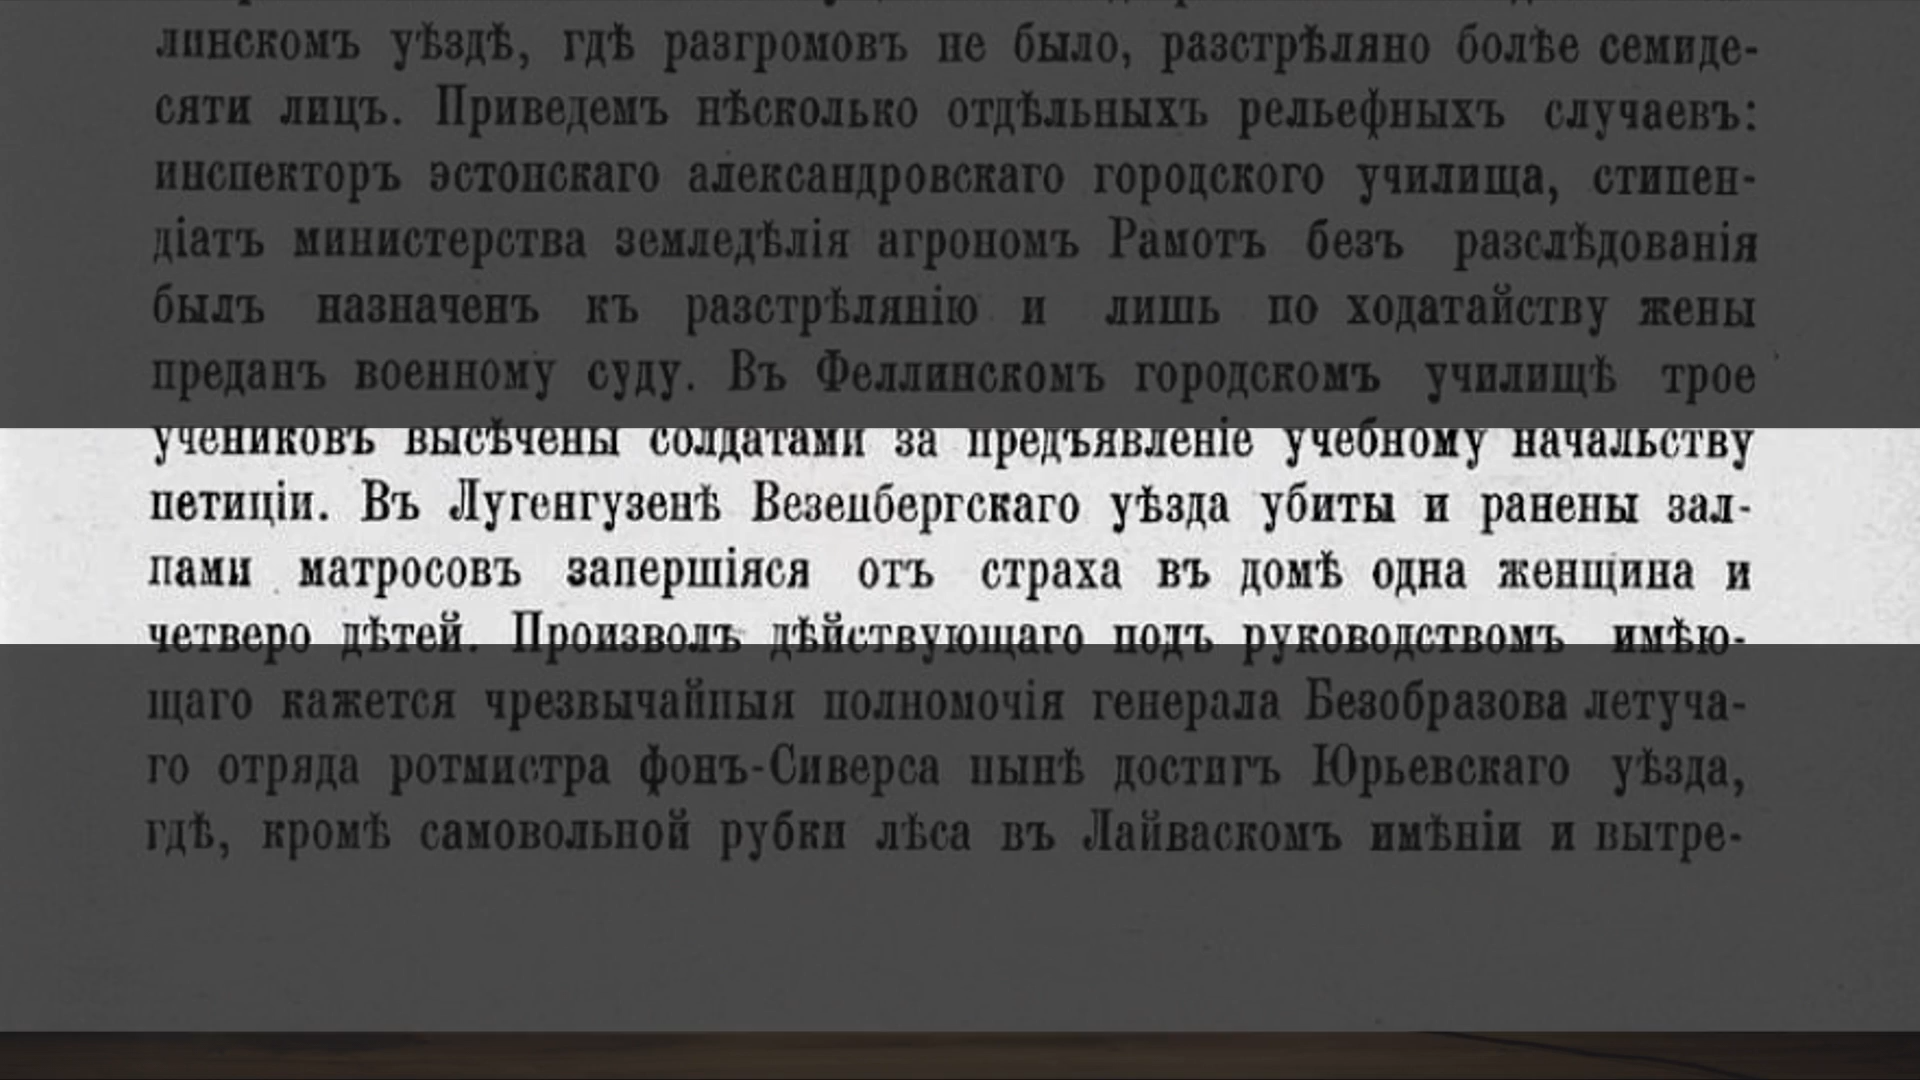 линскомъ уѣздѣ, гдѣ разгромовъ не было, разстрѣляно болѣе семиде-
сяти лицъ. Приведемъ нѣсколько отдѣльныхъ рельефныхъ случаевъ:
инспекторъ эстонскаго александровскаго городского училища, стипен-
діатъ министерства земледѣлія агрономъ Рамотъ безъ разслѣдованія
былъ назначенъ къ разстрѣлянію и лишь по ходатайству жены
преданъ военному суду. Въ Феллинскомъ городскомъ училищѣ трое
учениковъ высѣчены солдатами за предъявленіе учебному начальству
петиціи. Въ Лугенгузенѣ Везенбергскаго уѣзда убиты и ранены зал-
пами матросовъ запершіяся отъ страха въ домѣ одна женщина и
четверо дѣтей. Произволъ дѣйствующаго подъ руководствомъ имѣю-
щаго кажется чрезвычайныя полномочія генерала Безобразова летуча-
го отряда ротмистра фонъ-Сиверса нынѣ достигъ Юрьевскаго уѣзда,
гдѣ, кромѣ самовольной рубки лѣса въ Лайваскомъ имѣніи и вытре-